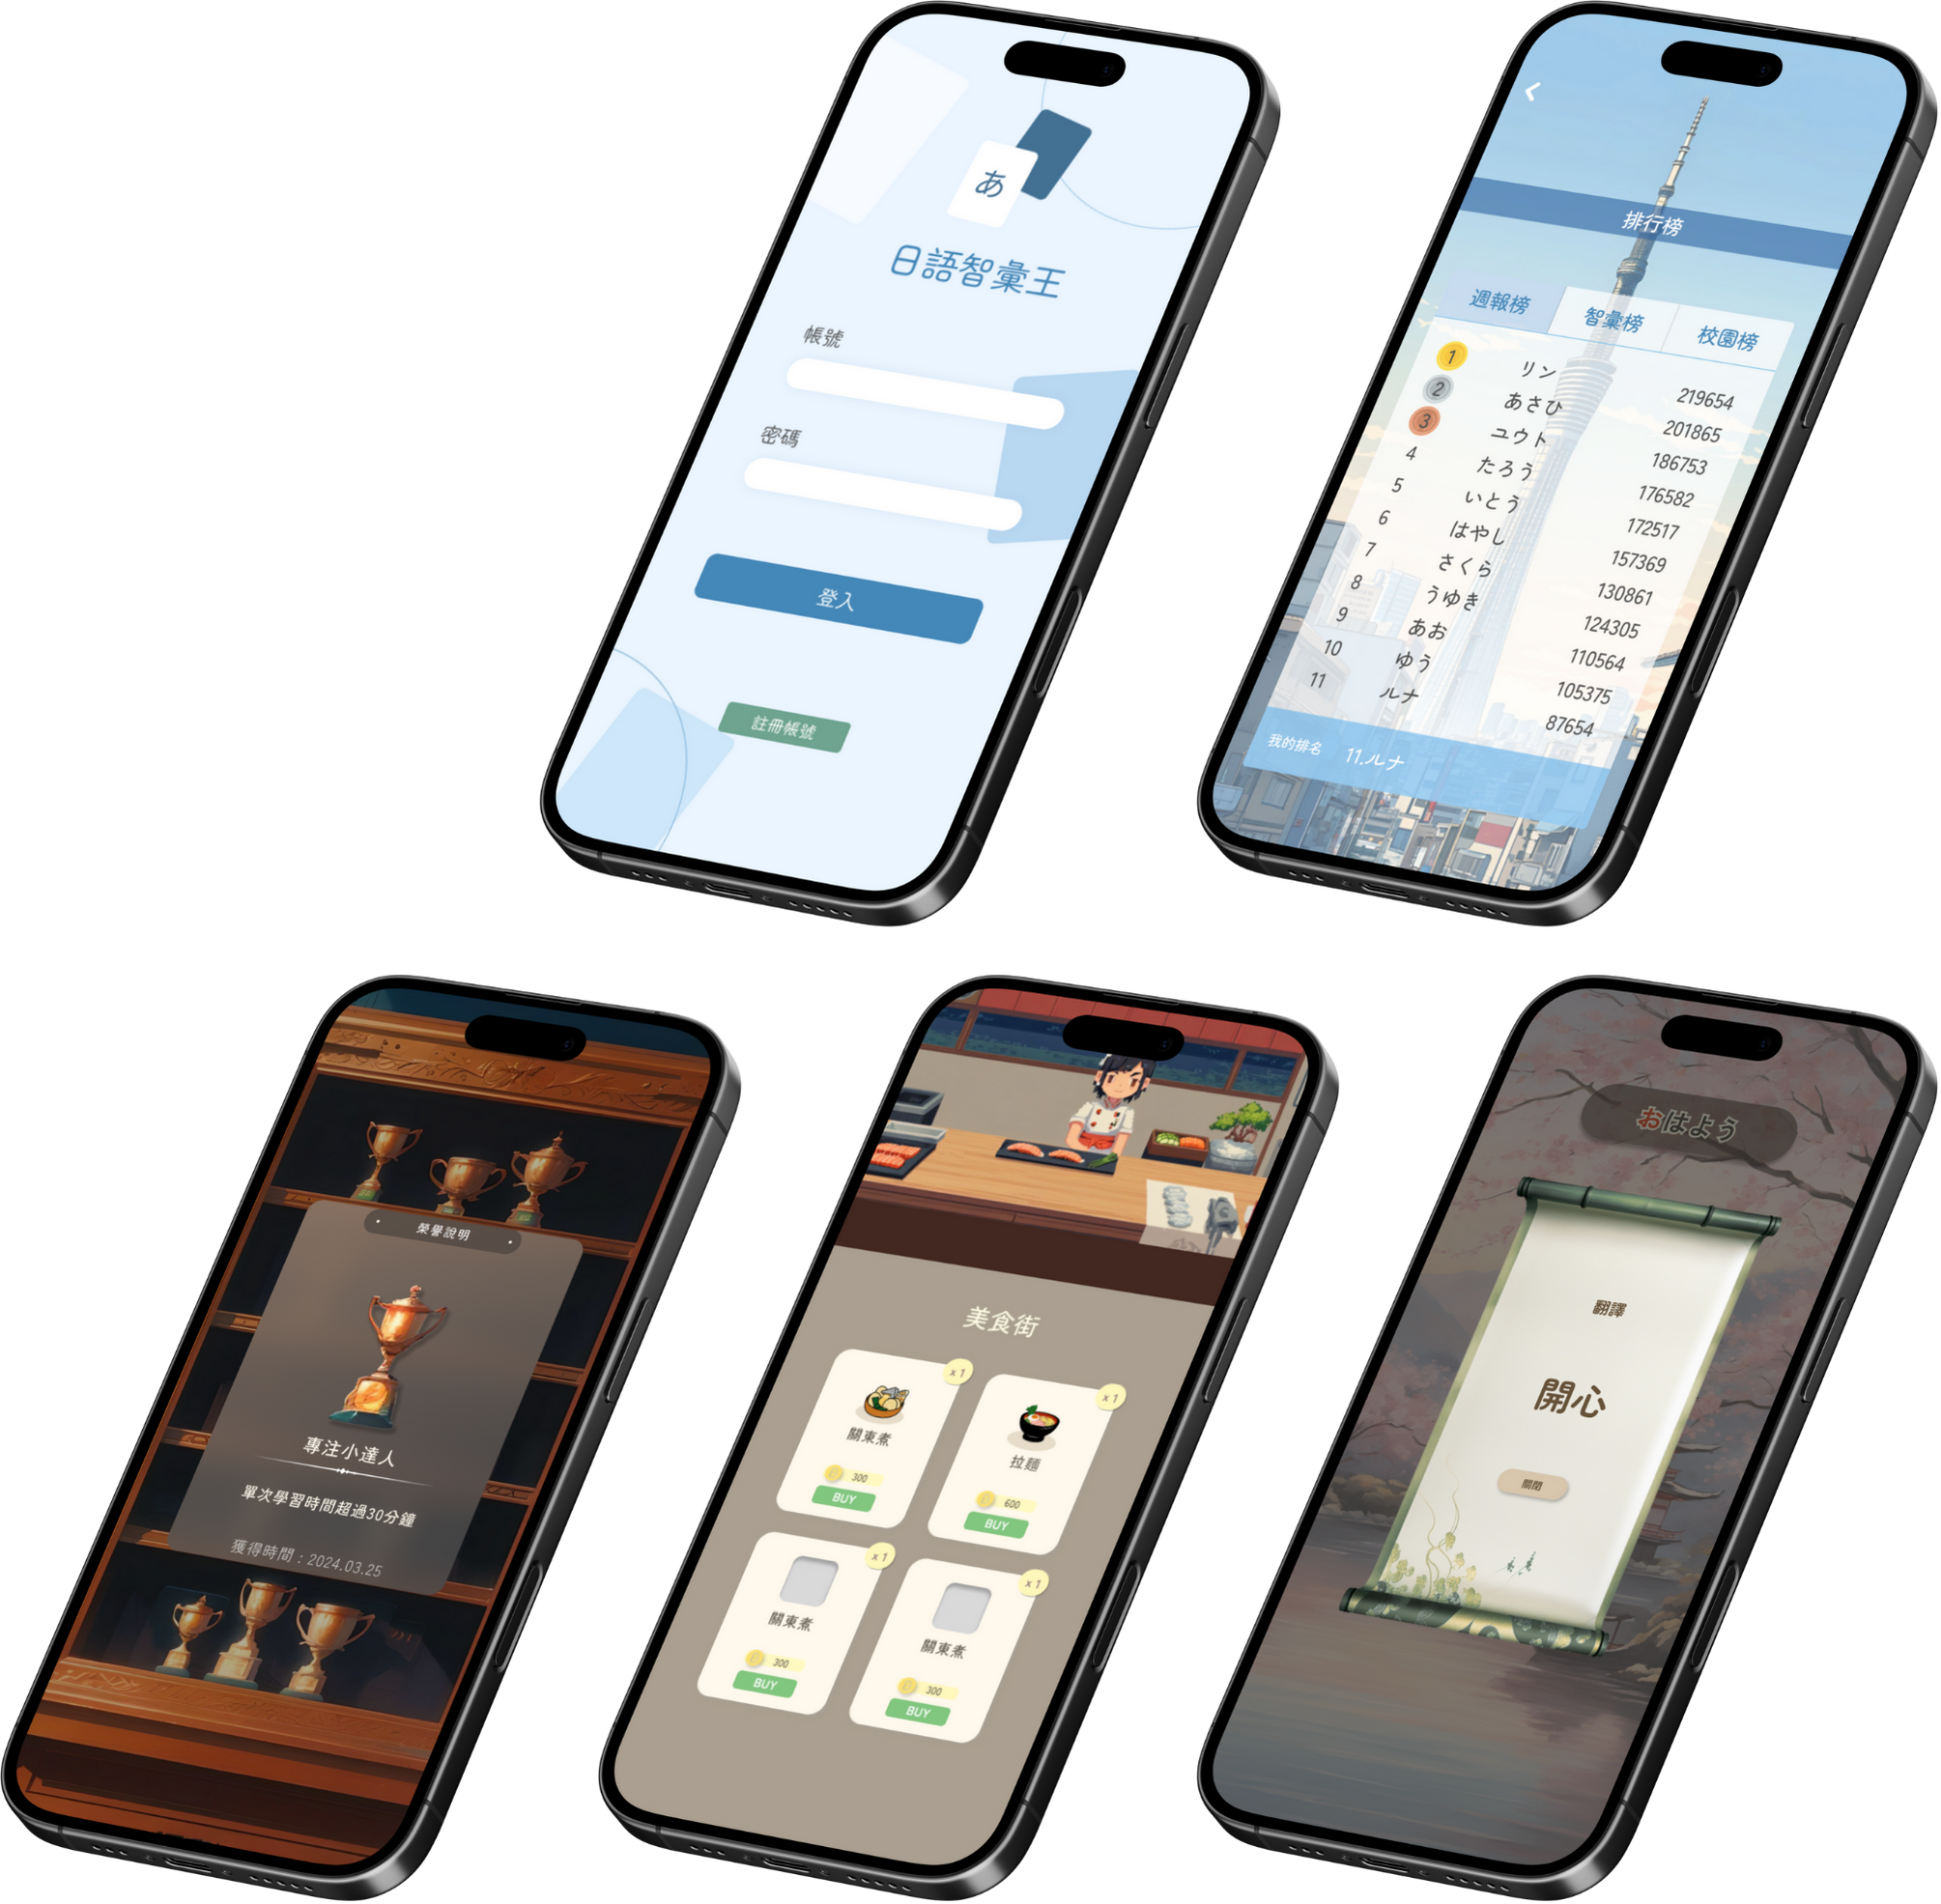 あ
日語智彙王
帳號
密碼
登入
註冊帳號
排行榜
週報榜 智彙榜 校園榜
1 リン 219654
2 あさひ 201865
3 ユウト 186753
4 たろう 176582
5 いとう 172517
6 はやし 157369
7 さくら 130861
8 うゆき 124305
9 あお 110564
10 ゆう 105375
11 ルナ 87654
我的排名 11.ルナ
榮譽說明
專注小達人
單次學習時間超過30分鐘
獲得時間：2024.03.25
美食街
x 1
關東煮
300
BUY
x 1
拉麵
600
BUY
x 1
關東煮
300
BUY
x 1
關東煮
300
BUY
おはよう
翻譯
開心
關閉